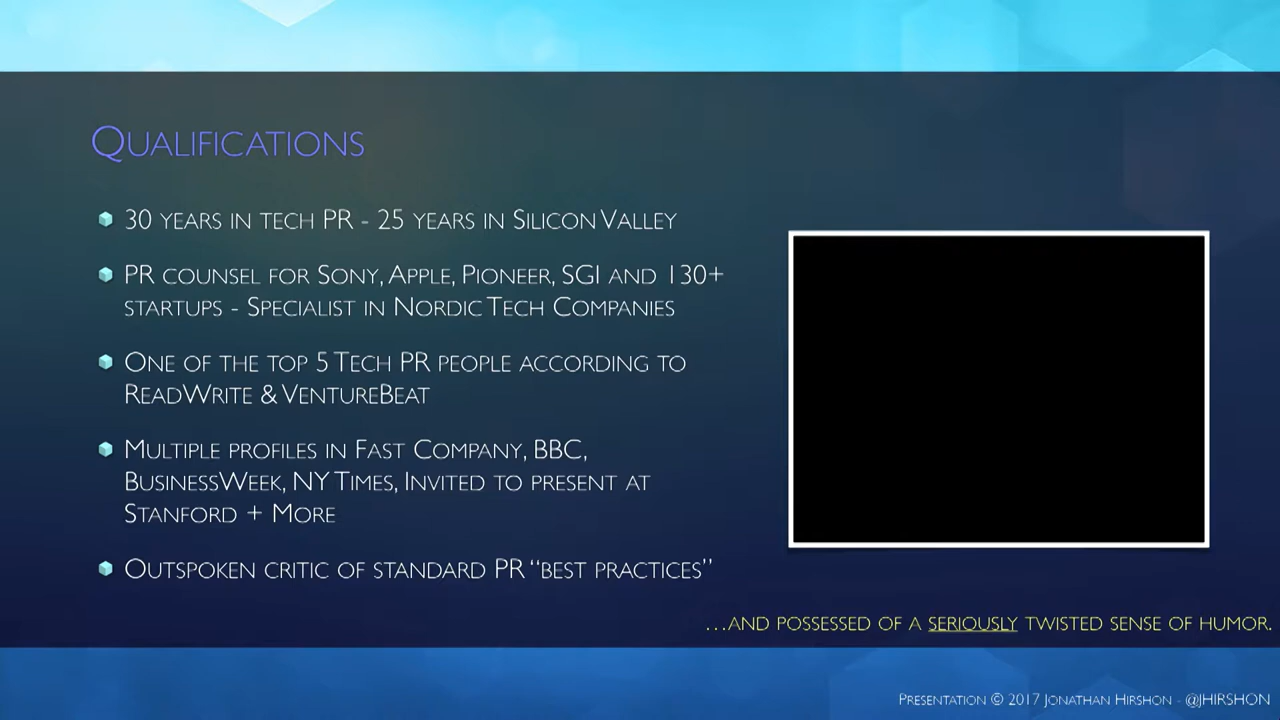 Qualifications
30 years in tech PR - 25 years in Silicon Valley
PR counsel for Sony, Apple, Pioneer, SGI and 130+
startups - Specialist in Nordic Tech Companies
One of the top 5 Tech PR people according to
ReadWrite & VentureBeat
Multiple profiles in Fast Company, BBC,
BusinessWeek, NY Times, Invited to present at
Stanford + More
Outspoken critic of standard PR “best practices”
…and possessed of a seriously twisted sense of humor.
Presentation © 2017 Jonathan Hirshon - @JHIRSHON